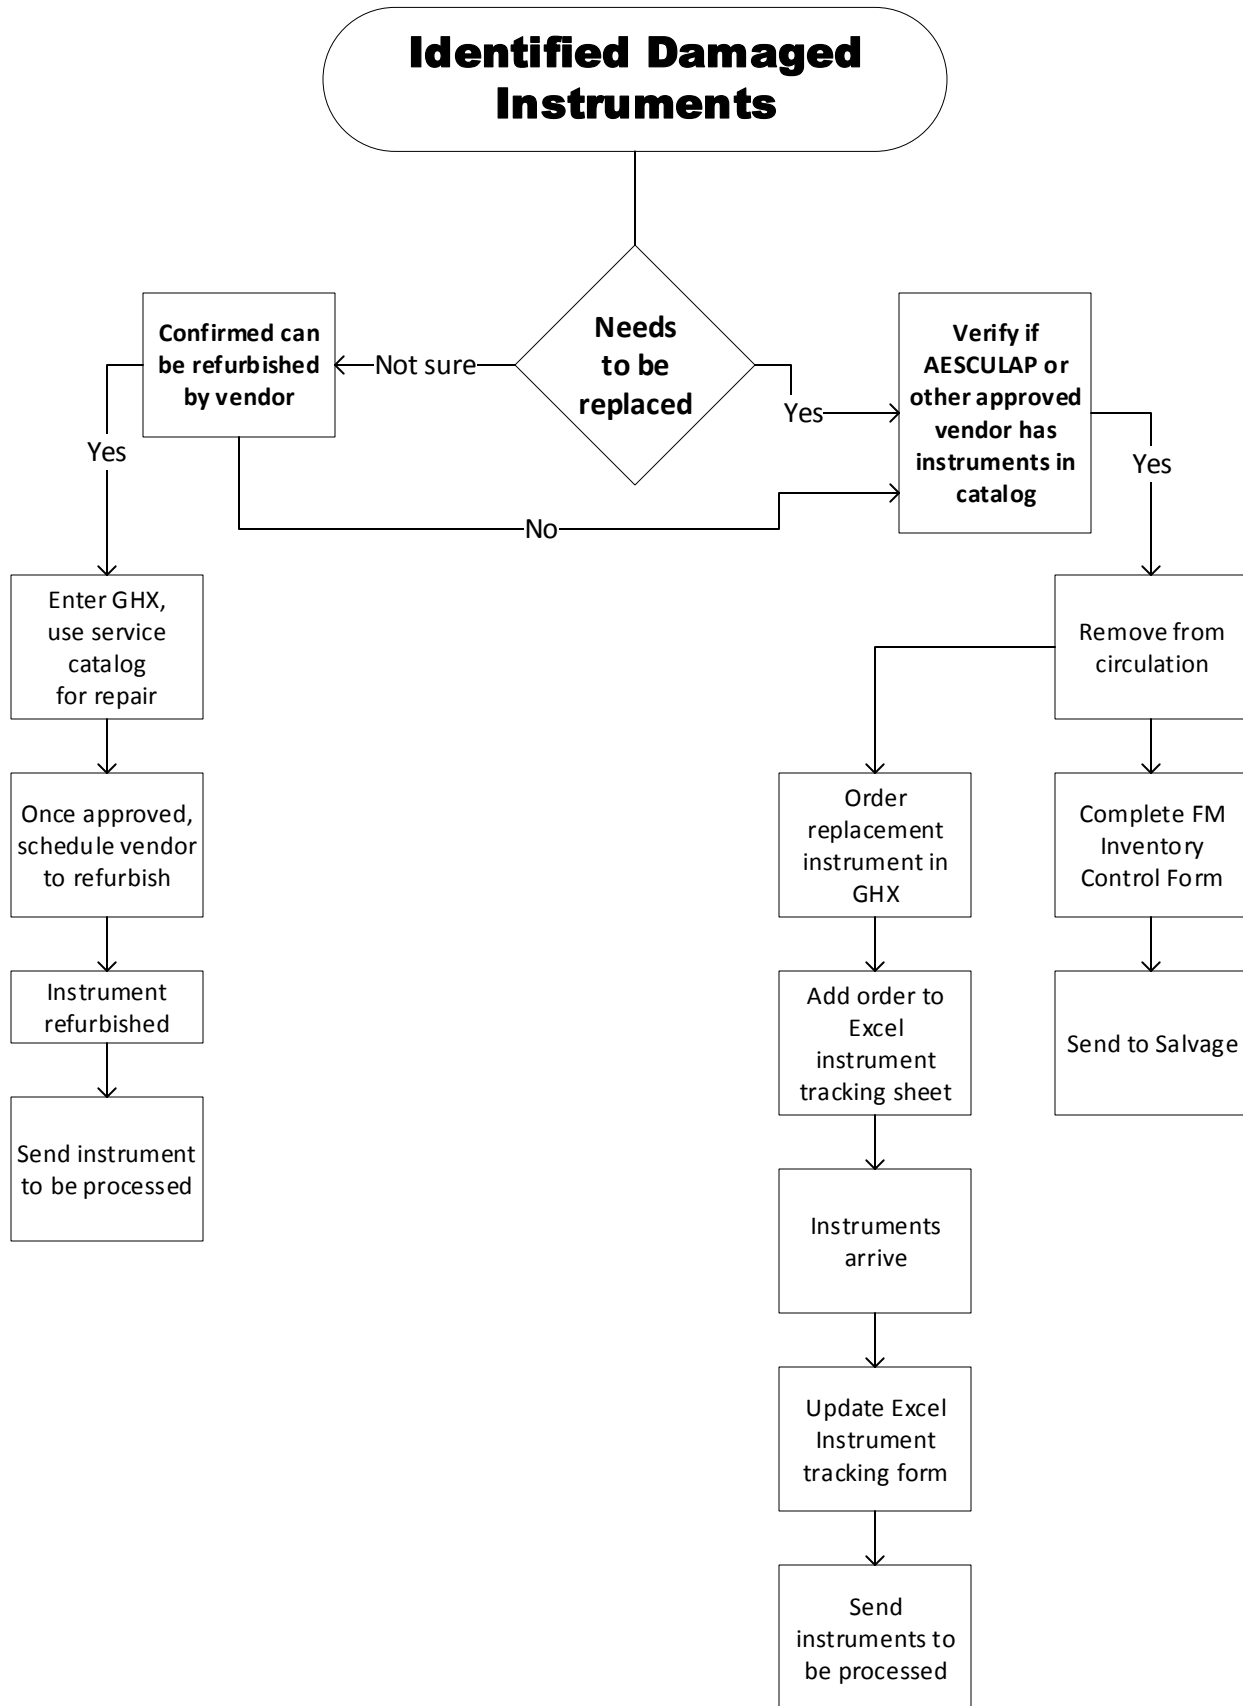 Identified Damaged
Instruments
Confirmed can
be refurbished
by vendor
Not sure
Needs
to be
replaced
Yes
Verify if
AESCULAP or
other approved
vendor has
instruments in
catalog
Yes
Yes
No
Enter GHX,
use service
catalog
for repair
Remove from
circulation
Once approved,
schedule vendor
to refurbish
Order
replacement
instrument in
GHX
Complete FM
Inventory
Control Form
Instrument
refurbished
Add order to
Excel
instrument
tracking sheet
Send to Salvage
Send instrument
to be processed
Instruments
arrive
Update Excel
Instrument
tracking form
Send
instruments to
be processed